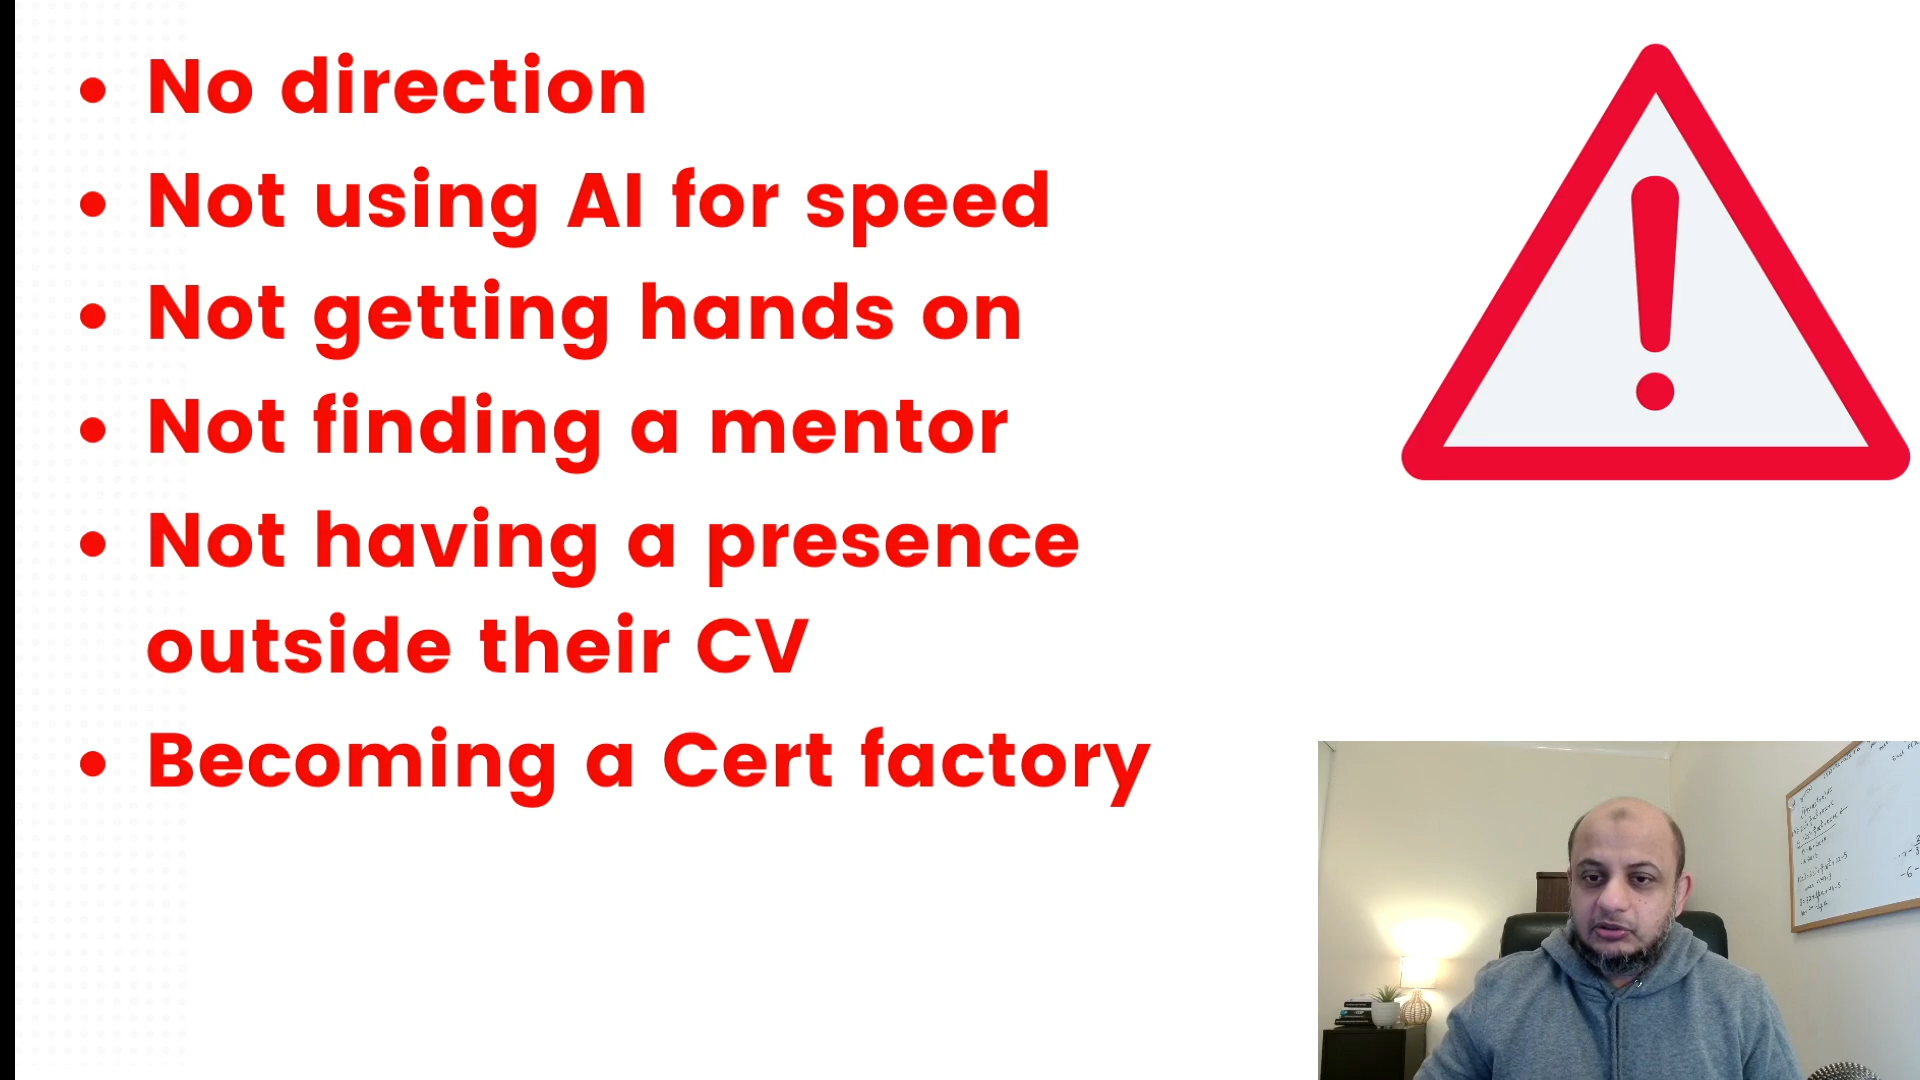 No direction
Not using AI for speed
Not getting hands on
Not finding a mentor
Not having a presence
outside their CV
Becoming a Cert factory